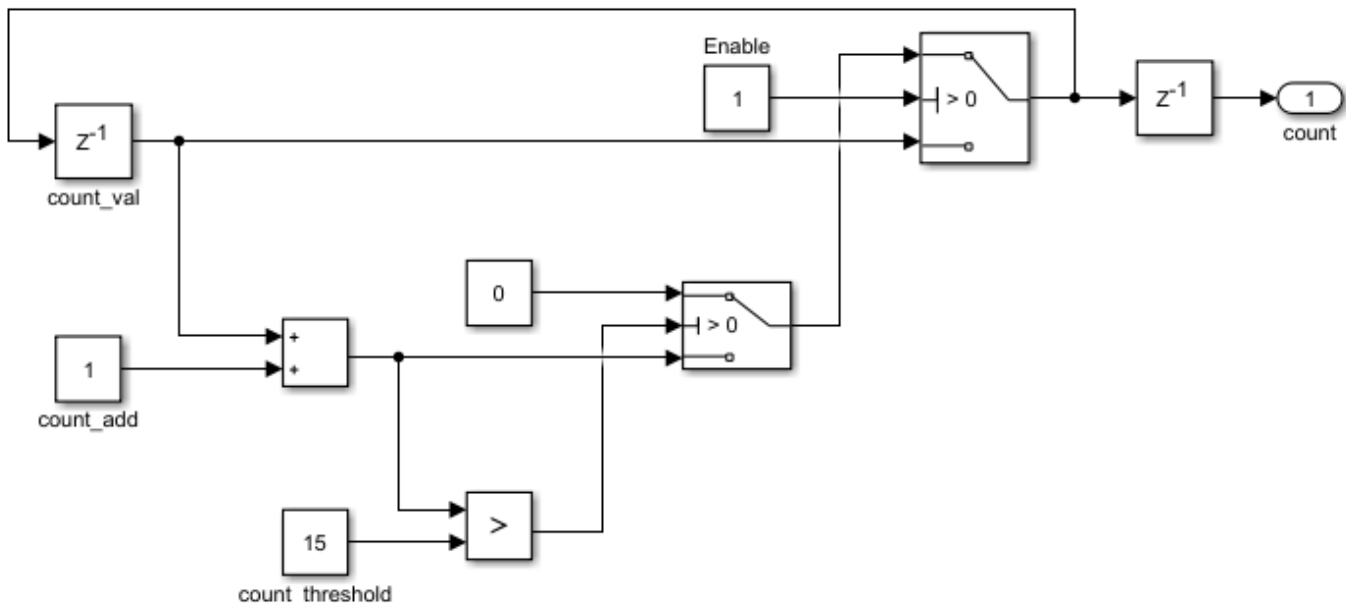 Enable
1
> 0
Z-1
1
count
Z-1
count_val
0
> 0
+
+
1
count_add
>
15
count_threshold